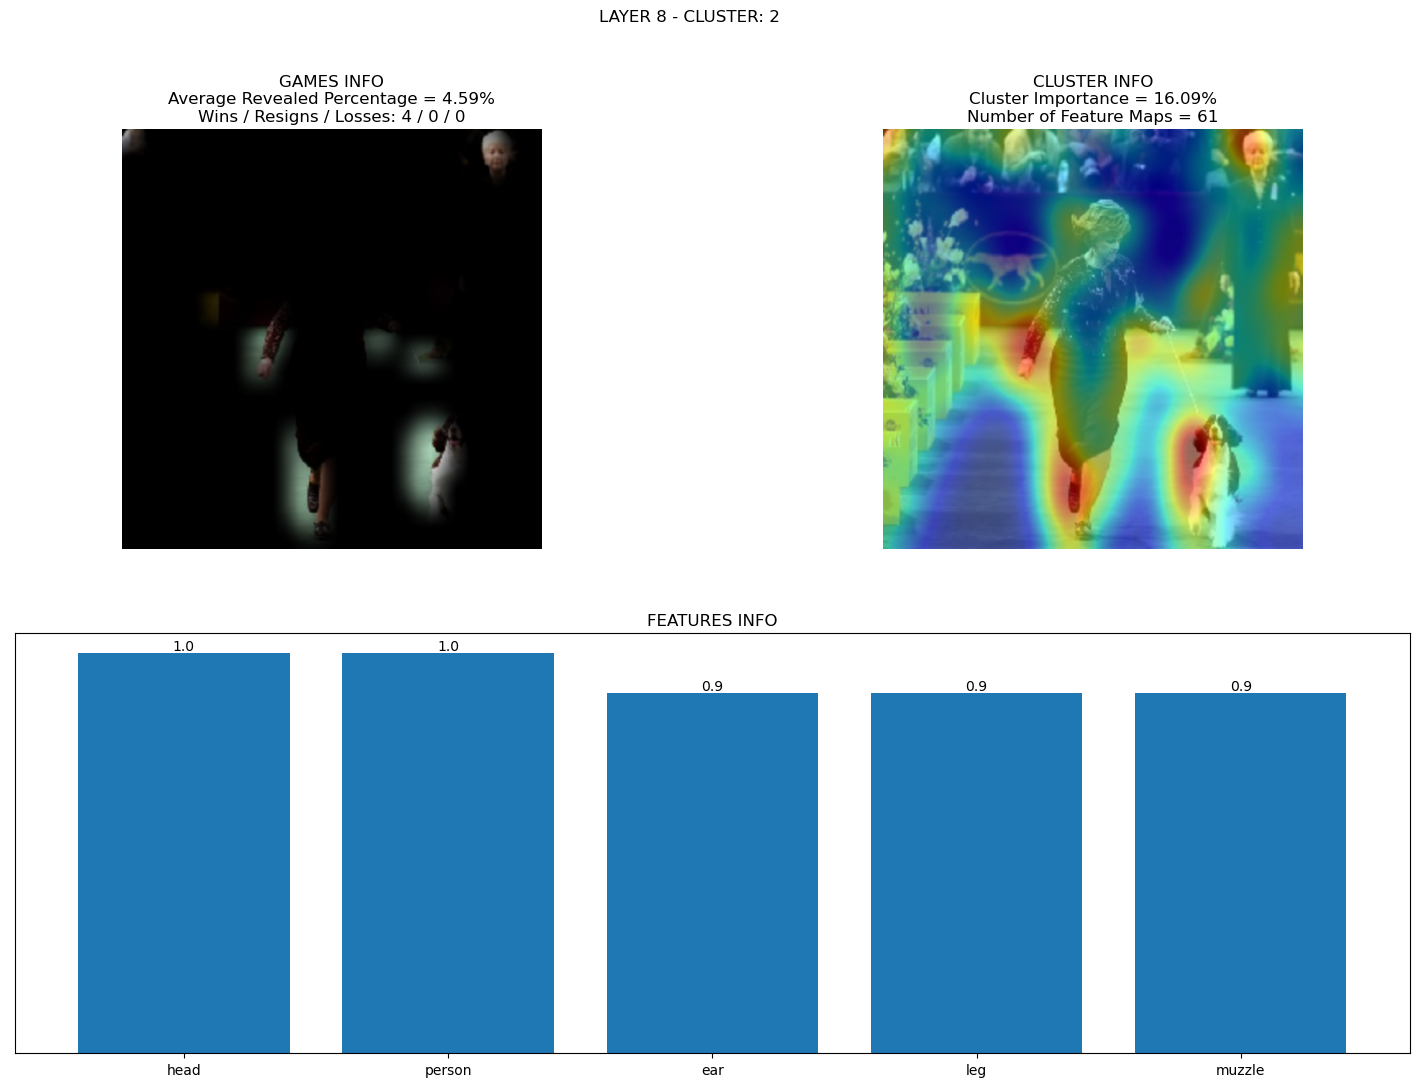 LAYER 8 - CLUSTER: 2
GAMES INFO
Average Revealed Percentage = 4.59%
Wins / Resigns / Losses: 4 / 0 / 0
CLUSTER INFO
Cluster Importance = 16.09%
Number of Feature Maps = 61
FEATURES INFO
1.0
1.0
0.9
0.9
0.9
head
person
ear
leg
muzzle